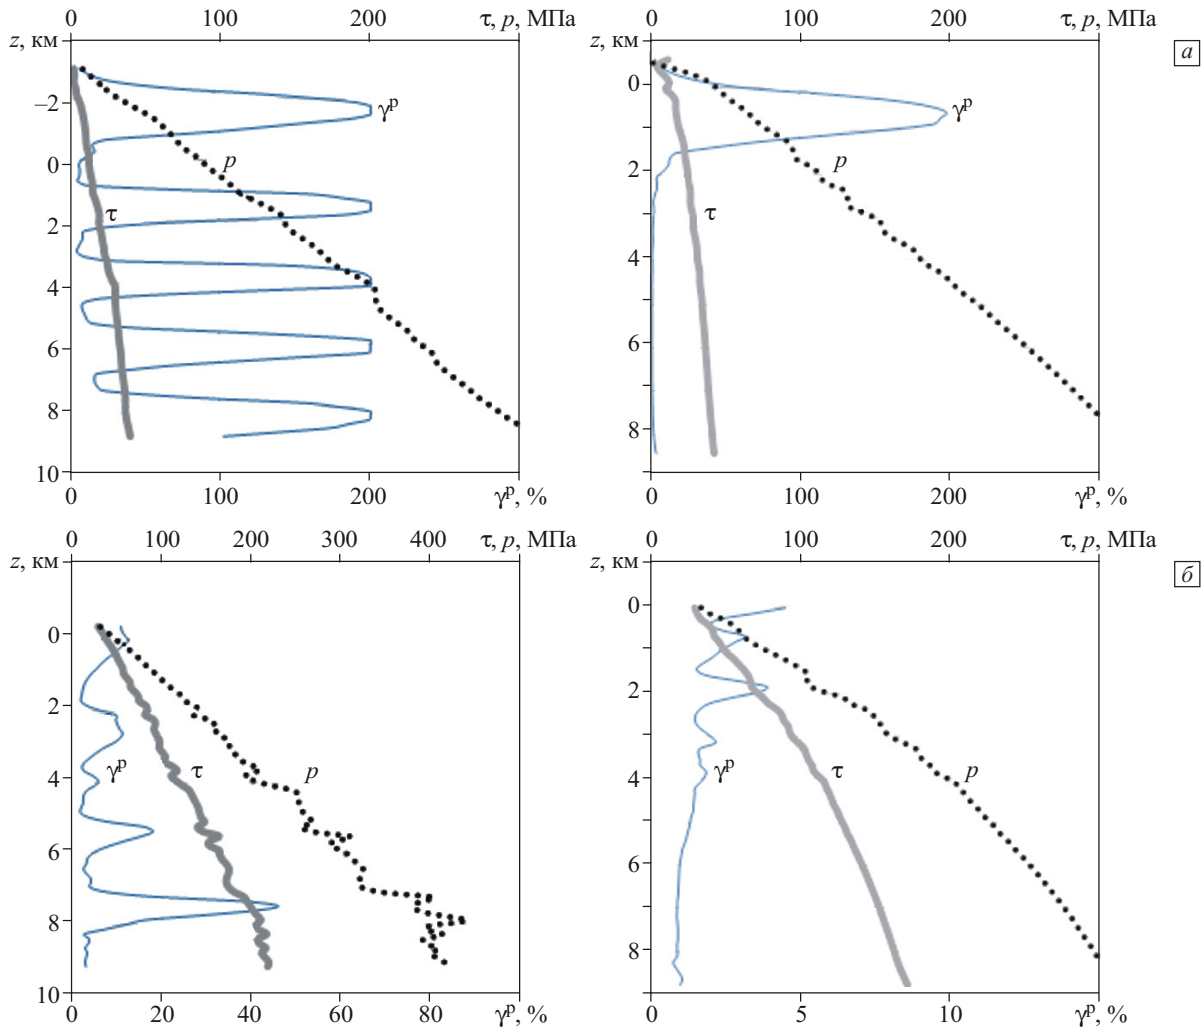 0 100 200 τ, p, МПа
z, км
–2
0
2
4
6
8
10
γᵖ
p
τ
0 100 200 γᵖ, %
0 100 200 τ, p, МПа
z, км
а
0
2
4
6
8
γᵖ
p
τ
0 100 200 γᵖ, %
0 100 200 300 400 τ, p, МПа
z, км
0
2
4
6
8
10
γᵖ τ p
0 20 40 60 80 γᵖ, %
0 100 200 τ, p, МПа
z, км
б
0
2
4
6
8
γᵖ τ p
0 5 10 γᵖ, %